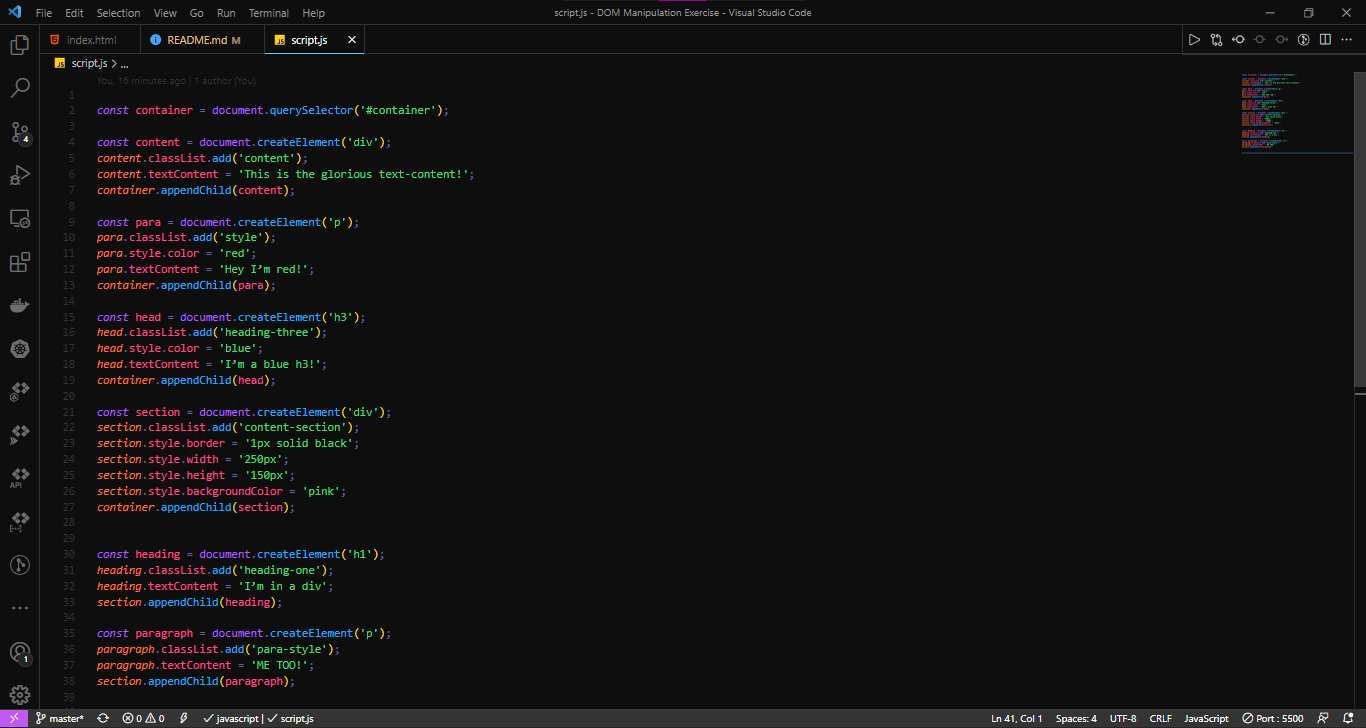 File Edit Selection View Go Run Terminal Help script.js - DOM Manipulation Exercise - Visual Studio Code
index.html README.md M script.js
script.js > ...
You, 16 minutes ago | 1 author (You)
1
2 const container = document.querySelector('#container');
3
4 const content = document.createElement('div');
5 content.classList.add('content');
6 content.textContent = 'This is the glorious text-content!';
7 container.appendChild(content);
8
9 const para = document.createElement('p');
10 para.classList.add('style');
11 para.style.color = 'red';
12 para.textContent = 'Hey I’m red!';
13 container.appendChild(para);
14
15 const head = document.createElement('h3');
16 head.classList.add('heading-three');
17 head.style.color = 'blue';
18 head.textContent = 'I’m a blue h3!';
19 container.appendChild(head);
20
21 const section = document.createElement('div');
22 section.classList.add('content-section');
23 section.style.border = '1px solid black';
24 section.style.width = '250px';
25 section.style.height = '150px';
26 section.style.backgroundColor = 'pink';
27 container.appendChild(section);
28
29
30 const heading = document.createElement('h1');
31 heading.classList.add('heading-one');
32 heading.textContent = 'I’m in a div';
33 section.appendChild(heading);
34
35 const paragraph = document.createElement('p');
36 paragraph.classList.add('para-style');
37 paragraph.textContent = 'ME TOO!';
38 section.appendChild(paragraph);
39
4
API
1
master* 0 0 javascript | script.js Ln 41, Col 1 Spaces: 4 UTF-8 CRLF JavaScript Port : 5500